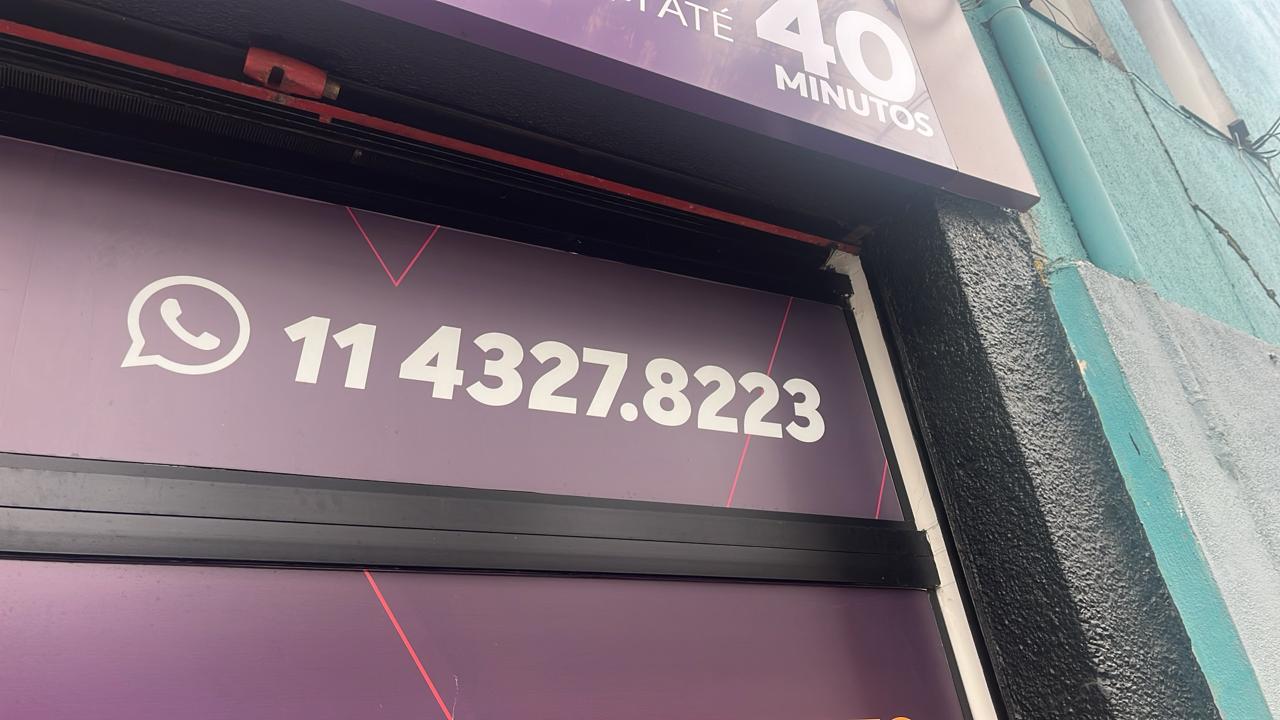 ATÉ
40
MINUTOS
11 4327.8223